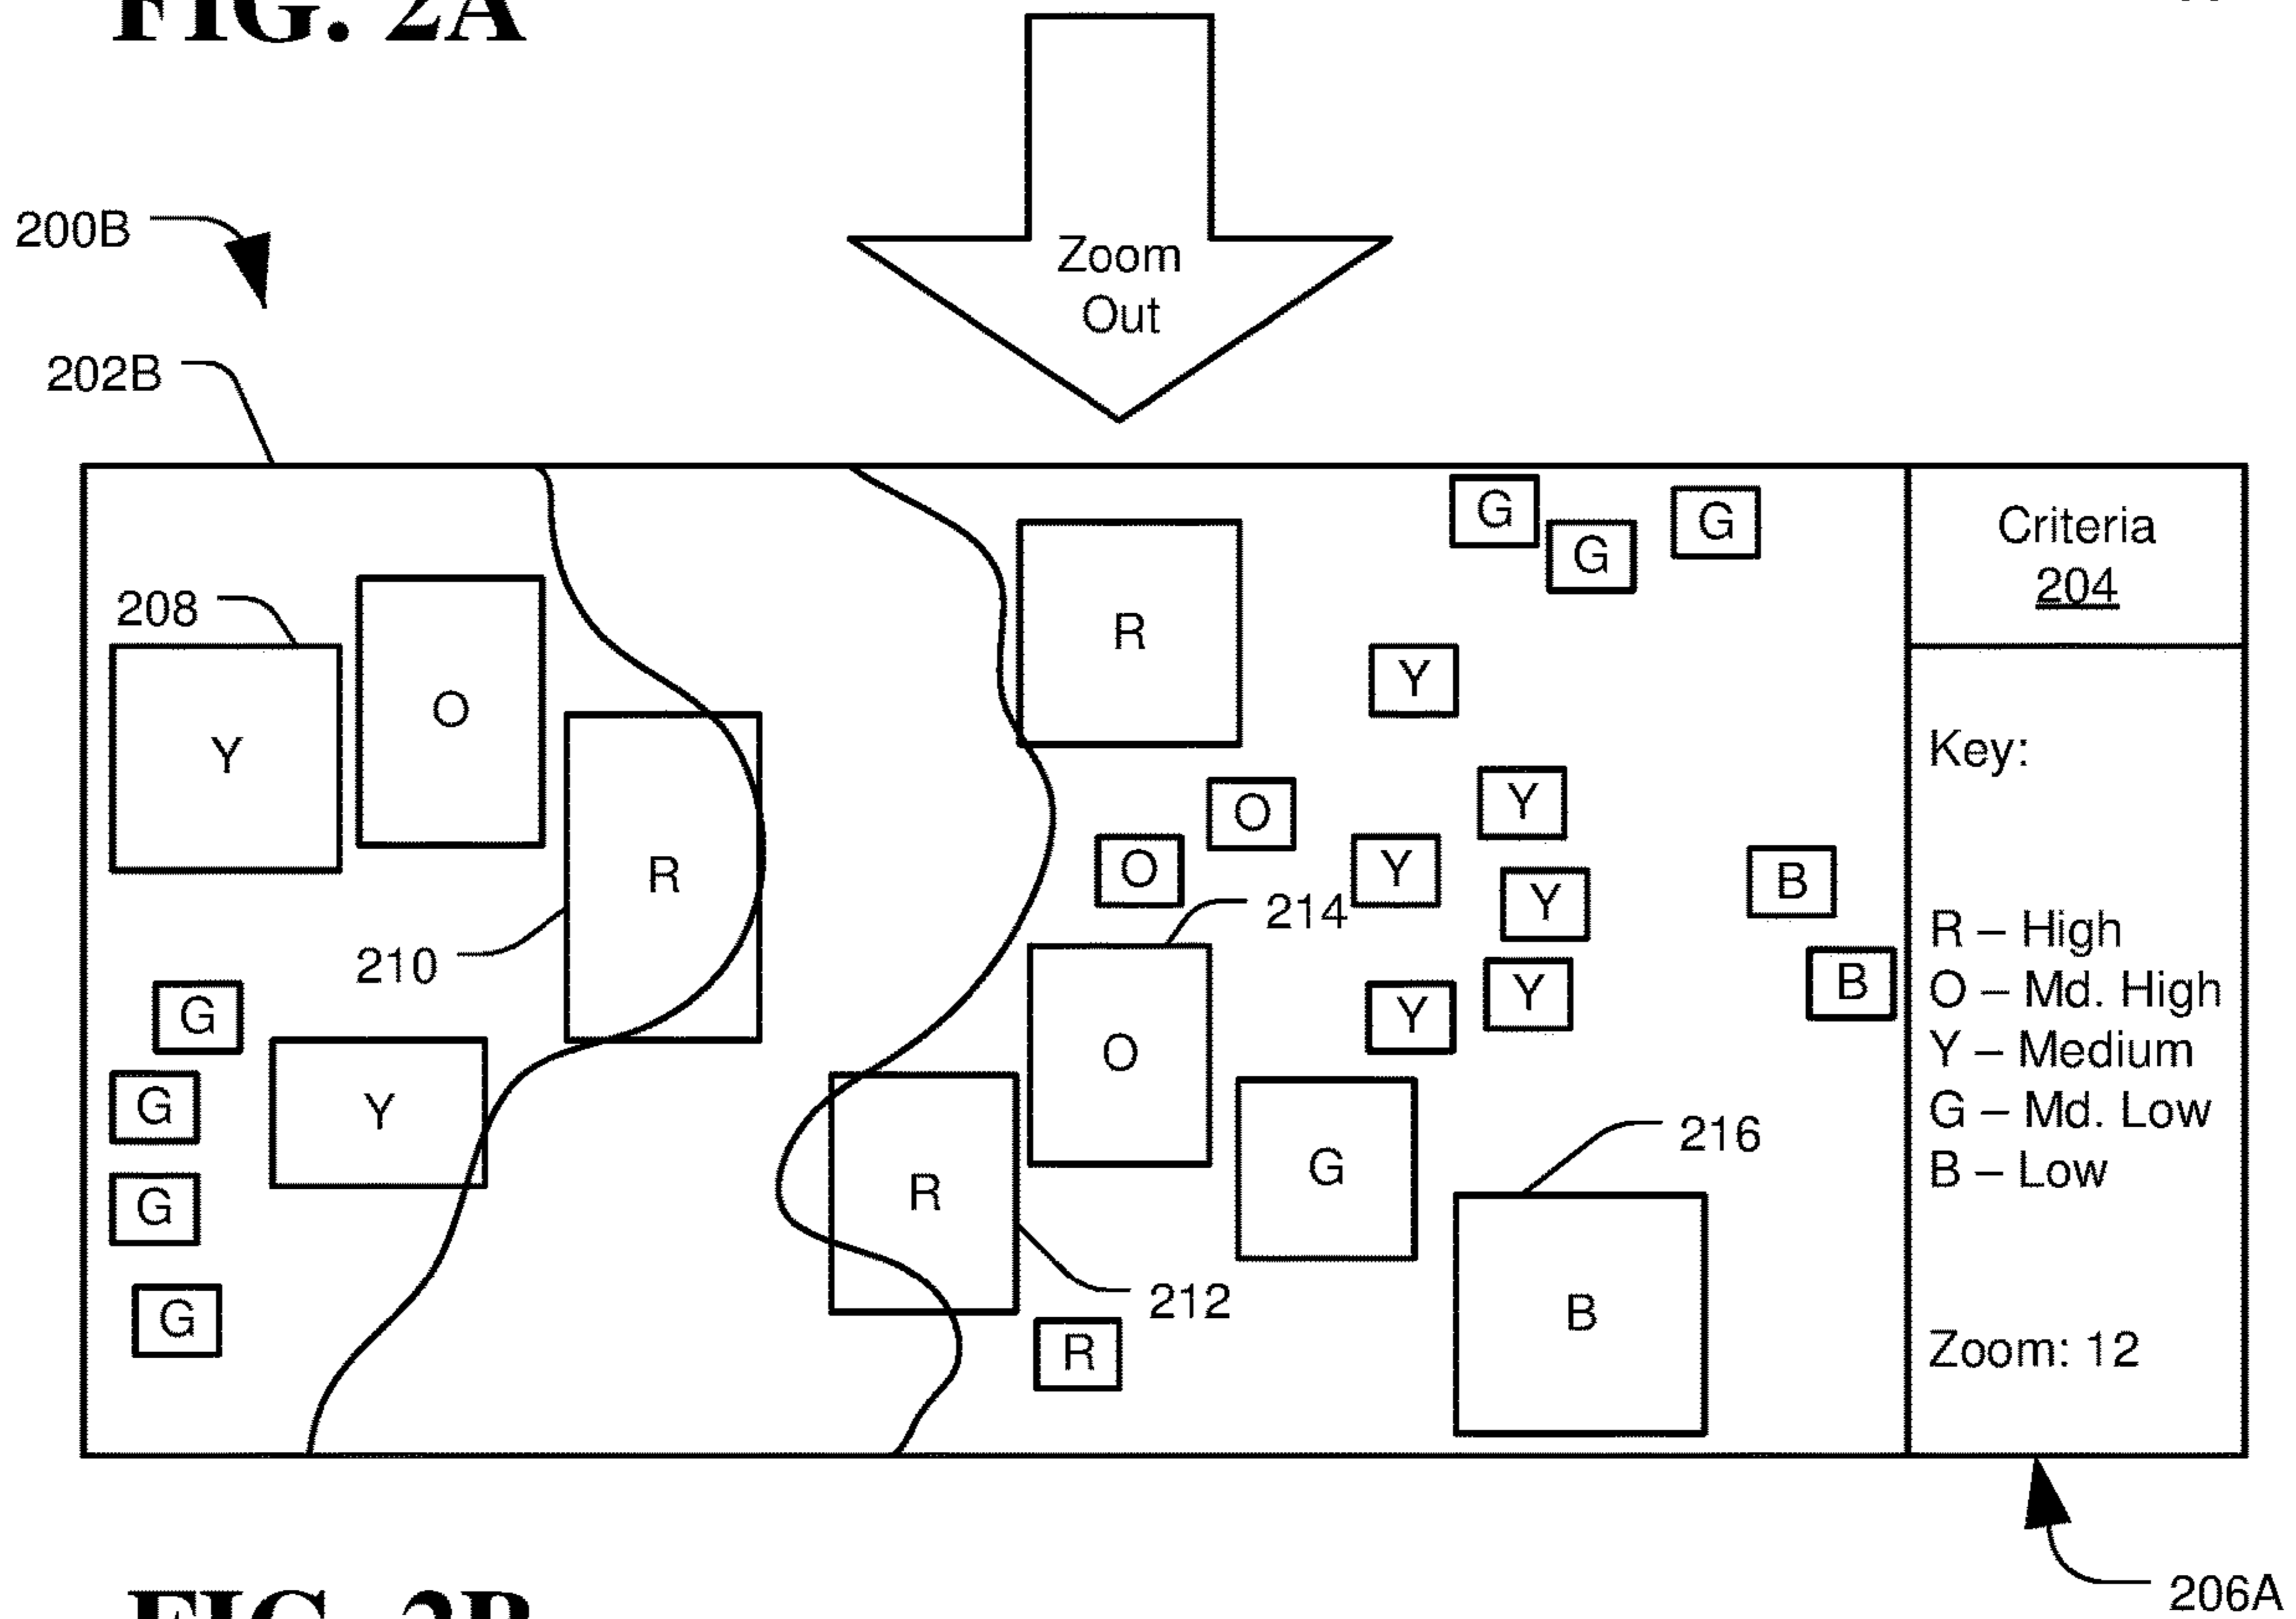 FIG. 2A
Zoom
Out
200B
202B
G
G
G
Criteria
204
208
O
R
Y
Y
Key:
R
O
Y
O
Y
214
Y
B
R – High
210
B
O – Md. High
G
Y
Y
O
Y – Medium
G
Y
G
G – Md. Low
216
G
R
B – Low
212
B
G
R
Zoom: 12
206A
FIG. 2B